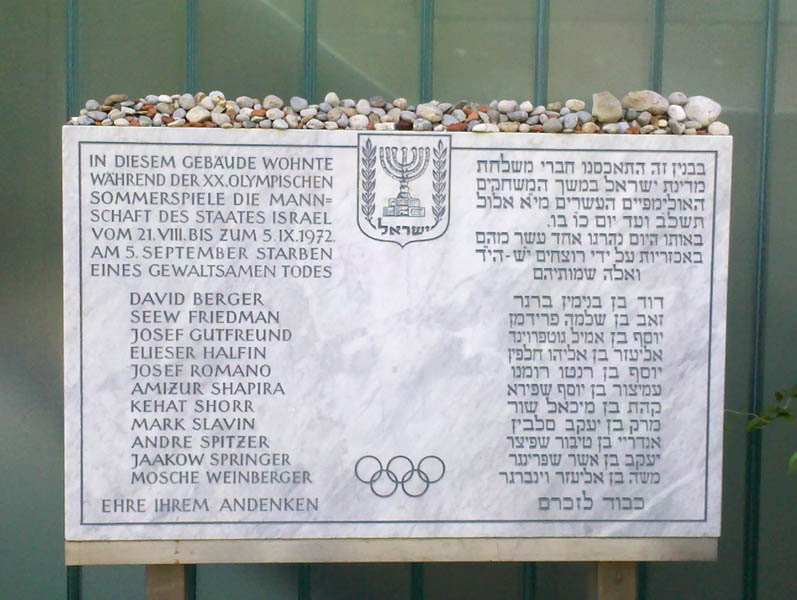 IN DIESEM GEBÄUDE WOHNTE
WÄHREND DER XX.OLYMPISCHEN
SOMMERSPIELE DIE MANN=
SCHAFT DES STAATES ISRAEL
VOM 21.VIII.BIS ZUM 5.IX.1972.
AM 5. SEPTEMBER STARBEN
EINES GEWALTSAMEN TODES
DAVID BERGER
SEEW FRIEDMAN
JOSEF GUTFREUND
ELIESER HALFIN
JOSEF ROMANO
AMIZUR SHAPIRA
KEHAT SHORR
MARK SLAVIN
ANDRE SPITZER
JAAKOW SPRINGER
MOSCHE WEINBERGER
EHRE IHREM ANDENKEN
ישראל
בבנין זה התאכסנו חברי משלחת
מדינת ישראל במשך המשחקים
האולימפיים העשרים מי״א אלול
תשל״ב ועד יום כ״ו בו.
באותו היום נהרגו אחד עשר מהם
באכזריות על ידי רוצחים יש-הי״ד
ואלה שמותיהם
דוד בן בנימין ברגר
זאב בן שלמה פרידמן
יוסף בן אמיל גוטפרוינד
אליעזר בן אליהו חלפין
יוסף בן רנטו רומנו
עמיצור בן יוסף שפירא
קהת בן מיכאל שור
מרק בן יעקב סלבין
אנדריי בן טיבור שפיצר
יעקב בן אשר שפרינגר
משה בן אליעזר וינברגר
כבוד לזכרם